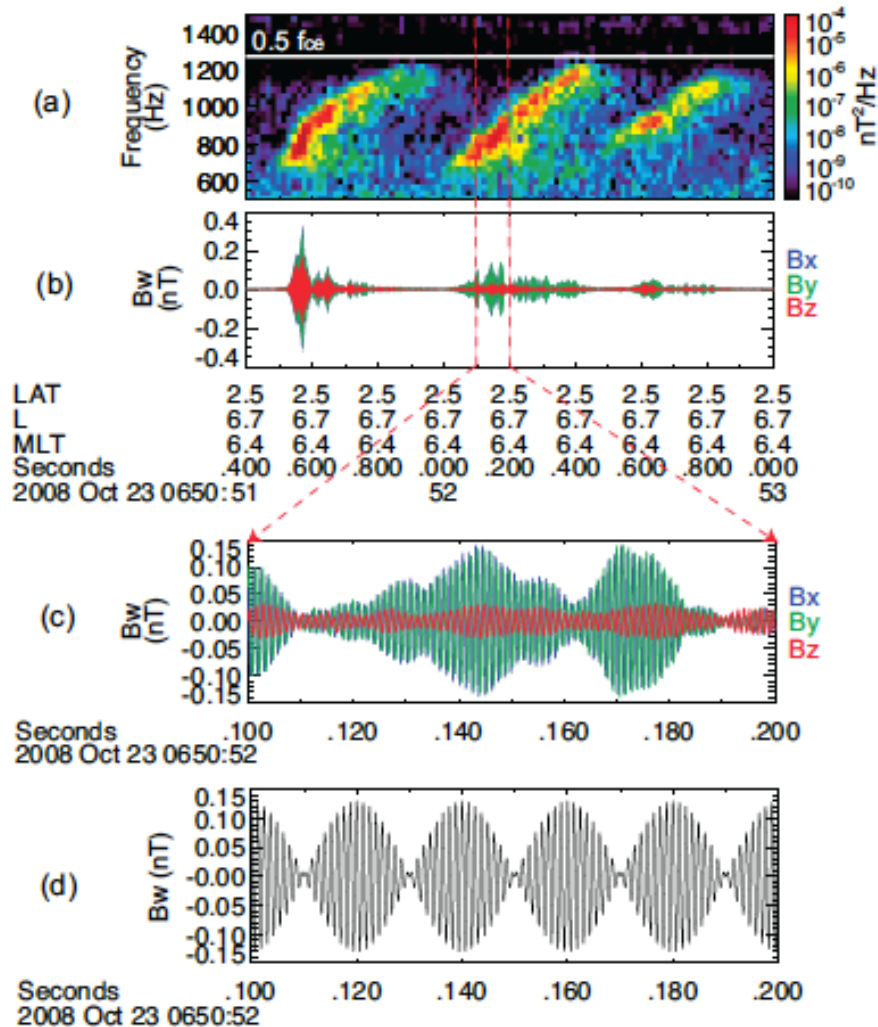 (a)
Frequency
(Hz)
1400
1200
1000
800
600
0.5 fce
10-4
10-5
10-6
10-7
10-8
10-9
10-10
nT2/Hz
(b)
Bw
(nT)
0.4
0.2
0.0
-0.2
-0.4
Bx
By
Bz
LAT 2.5 2.5 2.5 2.5 2.5 2.5 2.5 2.5 2.5
L 6.7 6.7 6.7 6.7 6.7 6.7 6.7 6.7 6.7
MLT 6.4 6.4 6.4 6.4 6.4 6.4 6.4 6.4 6.4
Seconds .400 .600 .800 .000 .200 .400 .600 .800 .000
2008 Oct 23 0650:51 52 53
(c)
Bw
(nT)
0.15
0.10
0.05
0.00
-0.05
-0.10
-0.15
Bx
By
Bz
Seconds .100 .120 .140 .160 .180 .200
2008 Oct 23 0650:52
(d)
Bw (nT)
0.15
0.10
0.05
-0.00
-0.05
-0.10
-0.15
Seconds .100 .120 .140 .160 .180 .200
2008 Oct 23 0650:52